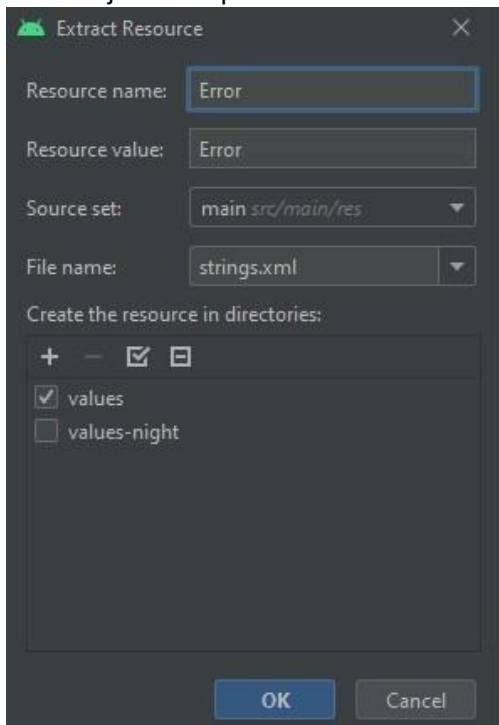 Extract Resource
Resource name: Error
Resource value: Error
Source set: main src/main/res
File name: strings.xml
Create the resource in directories:
values
values-night
OK Cancel